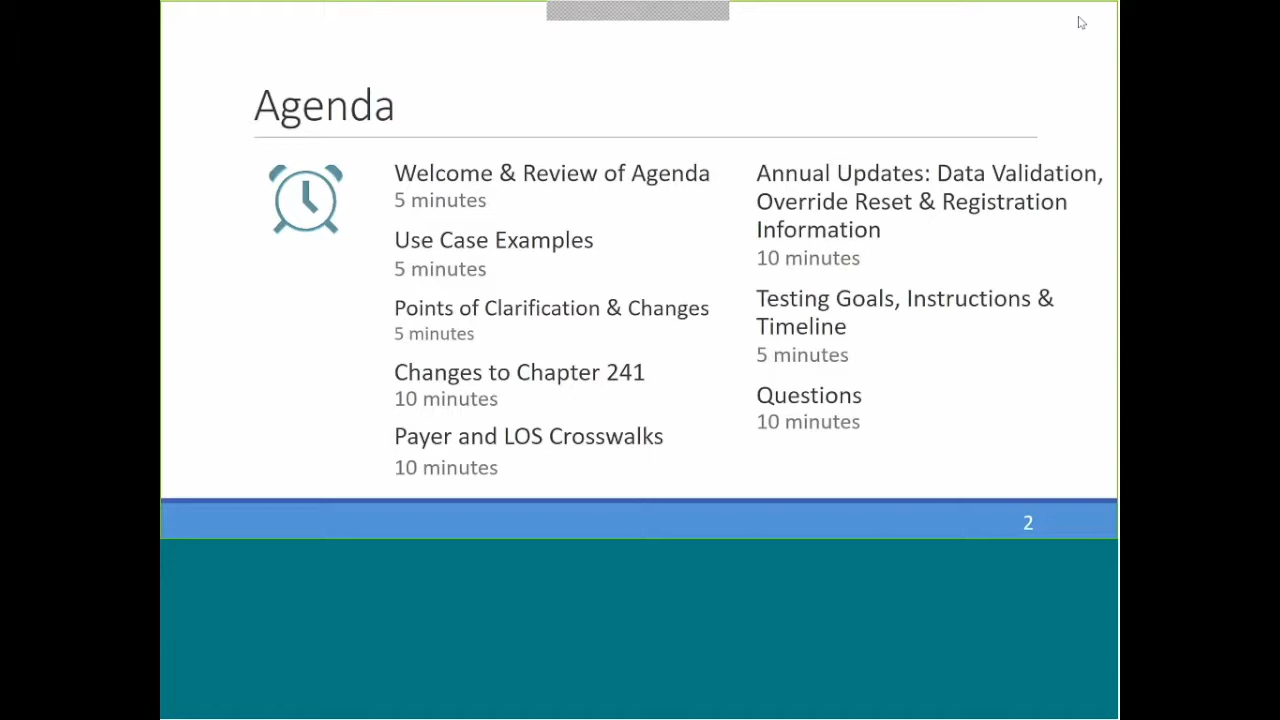 Agenda
Welcome & Review of Agenda
5 minutes
Use Case Examples
5 minutes
Points of Clarification & Changes
5 minutes
Changes to Chapter 241
10 minutes
Payer and LOS Crosswalks
10 minutes
Annual Updates: Data Validation,
Override Reset & Registration
Information
10 minutes
Testing Goals, Instructions &
Timeline
5 minutes
Questions
10 minutes
2